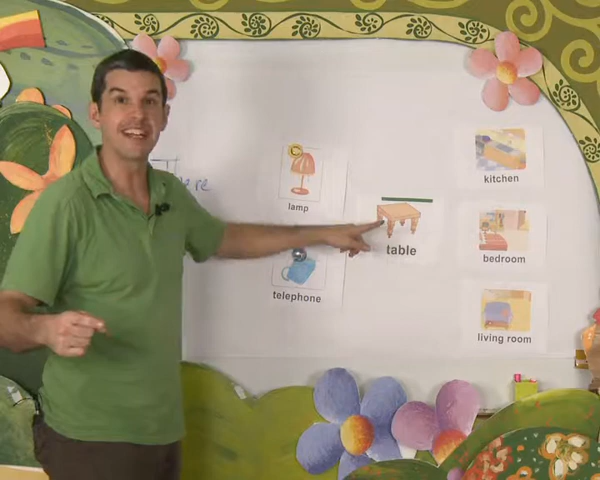 lamp
telephone
table
kitchen
bedroom
living room